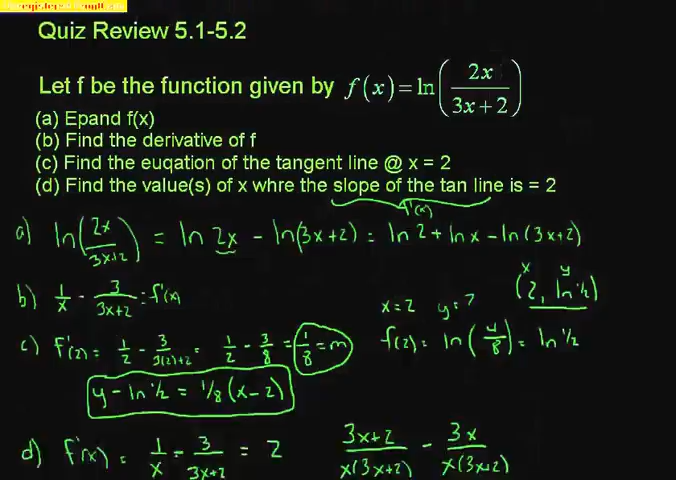 Quiz Review 5.1-5.2
Let f be the function given by f(x)=ln(2x/(3x+2))
(a) Epand f(x)
(b) Find the derivative of f
(c) Find the euqation of the tangent line @ x = 2
(d) Find the value(s) of x whre the slope of the tan line is = 2
f'(x)
a) ln(2x/3x+2) = ln 2x - ln(3x+2) = ln 2 + ln x - ln(3x+2)
b) 1/x - 3/(3x+2) = f'(x)
x y
(2, ln 1/2)
x=2 y=?
c) f'(2) = 1/2 - 3/(3(2)+2) = 1/2 - 3/8 = 1/8 = m
f(2) = ln(4/8) = ln 1/2
y - ln 1/2 = 1/8 (x-2)
d) f'(x) = 1/x - 3/(3x+2) = 2
(3x+2)/(x(3x+2)) - 3x/(x(3x+2))